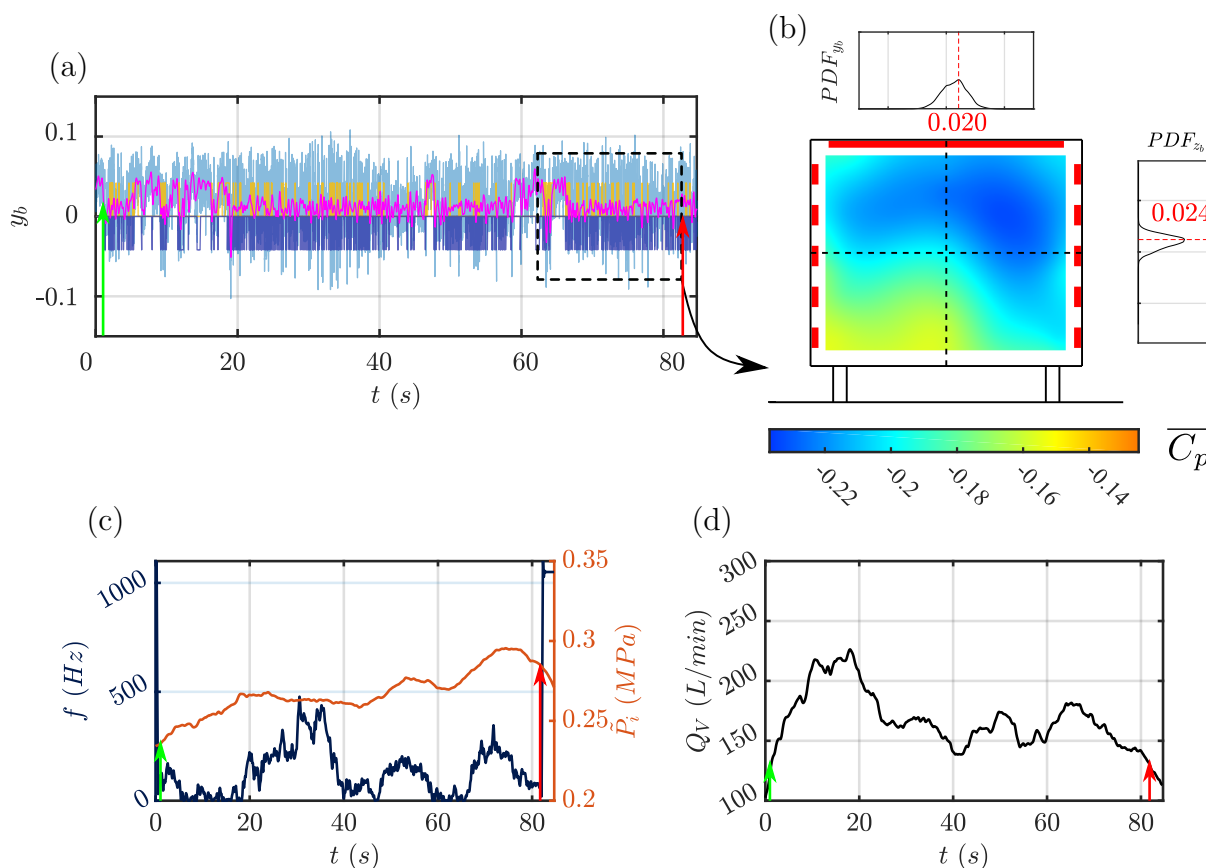 (a)
0.1
0
-0.1
y_b
0 20 40 60 80
t (s)
(b)
PDF_{y_b}
0.020
PDF_{z_b}
0.024
-0.22 -0.2 -0.18 -0.16 -0.14
\overline{C_p}
(c)
1000
500
0
f (Hz)
0.35
0.3
0.25
0.2
\tilde{P}_i (MPa)
0 20 40 60 80
t (s)
(d)
300
250
200
150
100
Q_V (L/min)
0 20 40 60 80
t (s)